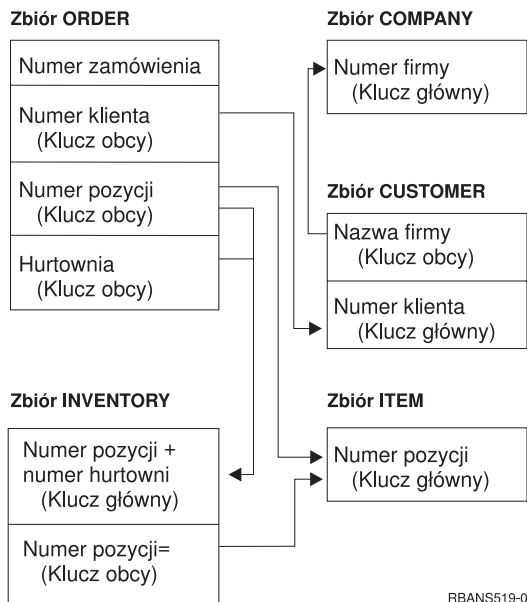 Zbiór ORDER
Numer zamówienia
Numer klienta
(Klucz obcy)
Numer pozycji
(Klucz obcy)
Hurtownia
(Klucz obcy)
Zbiór COMPANY
Numer firmy
(Klucz główny)
Zbiór CUSTOMER
Nazwa firmy
(Klucz obcy)
Numer klienta
(Klucz główny)
Zbiór INVENTORY
Numer pozycji +
numer hurtowni
(Klucz główny)
Numer pozycji=
(Klucz obcy)
Zbiór ITEM
Numer pozycji
(Klucz główny)
RBANS519-0